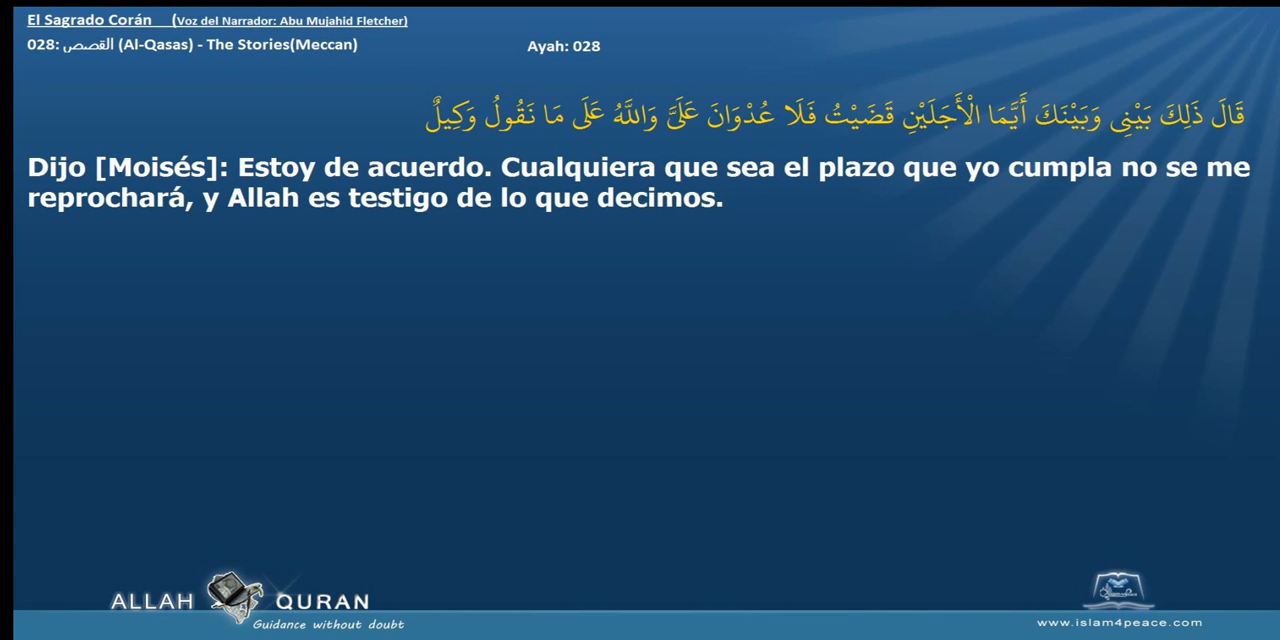 El Sagrado Corán (Voz del Narrador: Abu Mujahid Fletcher)
028: القصص (Al-Qasas) - The Stories(Meccan) Ayah: 028
قَالَ ذَلِكَ بَيْنِى وَبَيْنَكَ أَيَّمَا الْأَجَلَيْنِ قَضَيْتُ فَلَا عُدْوَانَ عَلَىَّ وَاللَّهُ عَلَى مَا نَقُولُ وَكِيلٌ
Dijo [Moisés]: Estoy de acuerdo. Cualquiera que sea el plazo que yo cumpla no se me
reprochará, y Allah es testigo de lo que decimos.
ALLAH QURAN
Guidance without doubt
www.islam4peace.com